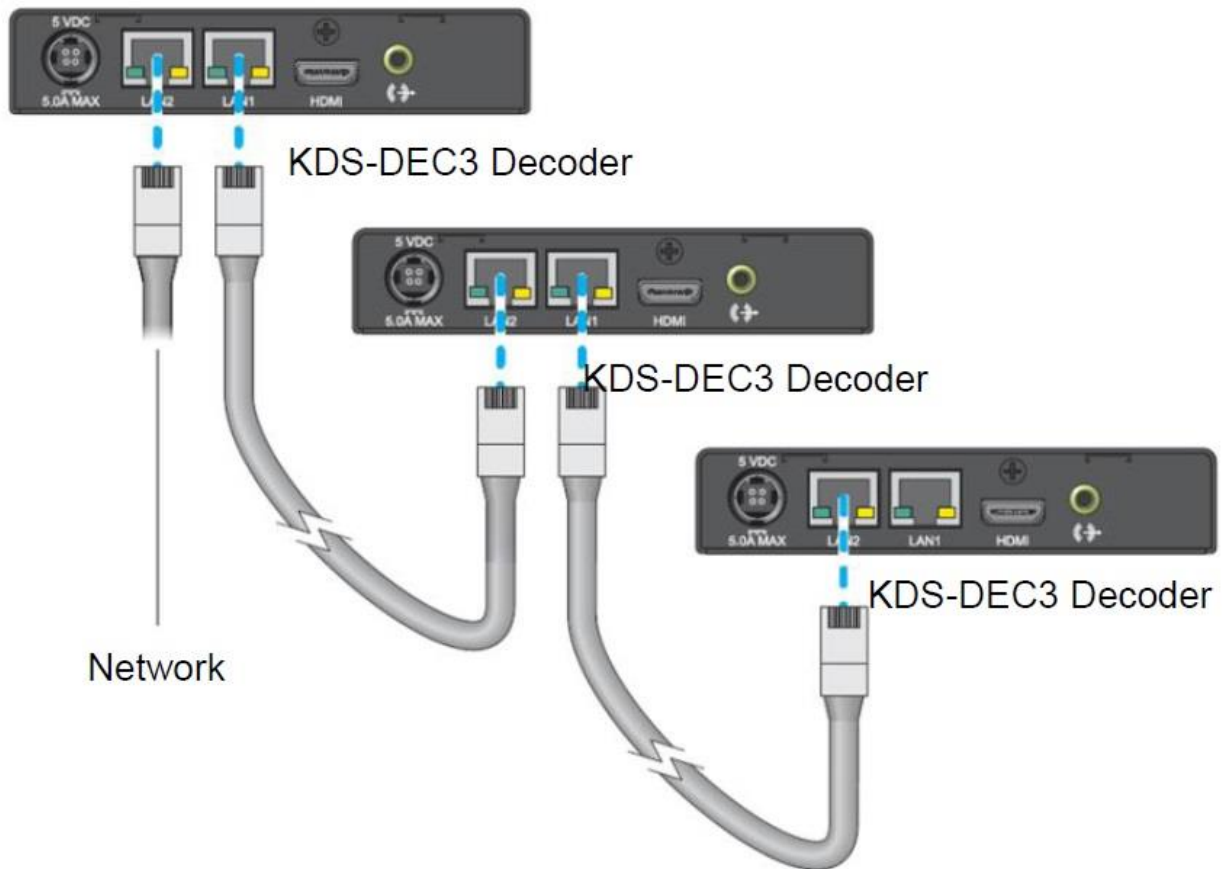 5 VDC
5.0A MAX LAN2 LAN1 HDMI
KDS-DEC3 Decoder
5 VDC
5.0A MAX LAN2 LAN1 HDMI
KDS-DEC3 Decoder
5 VDC
5.0A MAX LAN2 LAN1 HDMI
KDS-DEC3 Decoder
Network